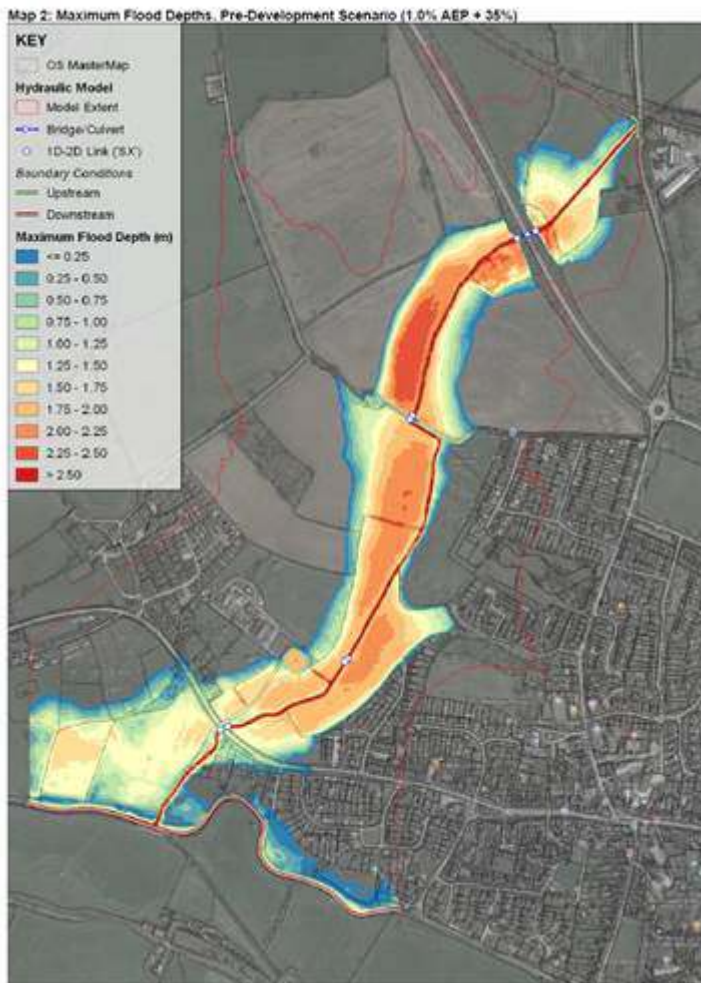 Map 2: Maximum Flood Depths. Pre-Development Scenario (1.0% AEP + 35%)
KEY
OS MasterMap
Hydraulic Model
Model Extent
Bridge/Culvert
1D-2D Link ('SX')
Boundary Conditions
Upstream
Downstream
Maximum Flood Depth (m)
<= 0.25
0.25 - 0.50
0.50 - 0.75
0.75 - 1.00
1.00 - 1.25
1.25 - 1.50
1.50 - 1.75
1.75 - 2.00
2.00 - 2.25
2.25 - 2.50
> 2.50